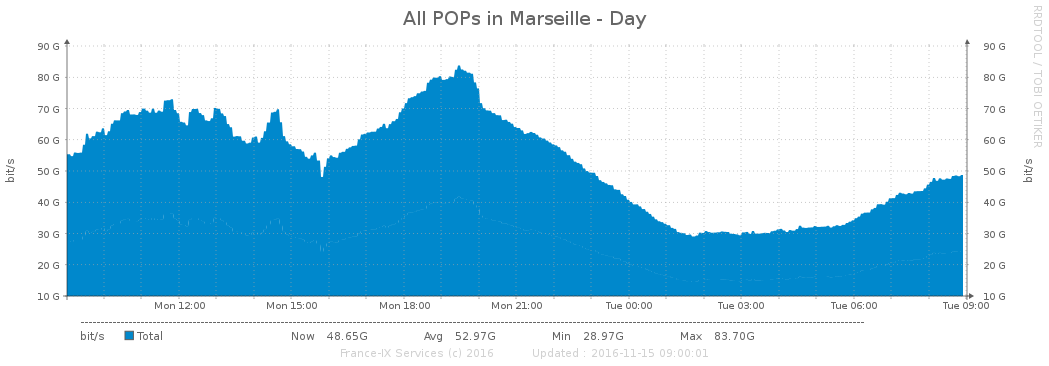 All POPs in Marseille - Day
RRDTOOL / TOBI OETIKER
90 G 90 G
80 G 80 G
70 G 70 G
60 G 60 G
50 G 50 G
40 G 40 G
30 G 30 G
20 G 20 G
10 G 10 G
bit/s bit/s
Mon 12:00 Mon 15:00 Mon 18:00 Mon 21:00 Tue 00:00 Tue 03:00 Tue 06:00 Tue 09:00
bit/s Total Now 48.65G Avg 52.97G Min 28.97G Max 83.70G
France-IX Services (c) 2016 Updated : 2016-11-15 09:00:01